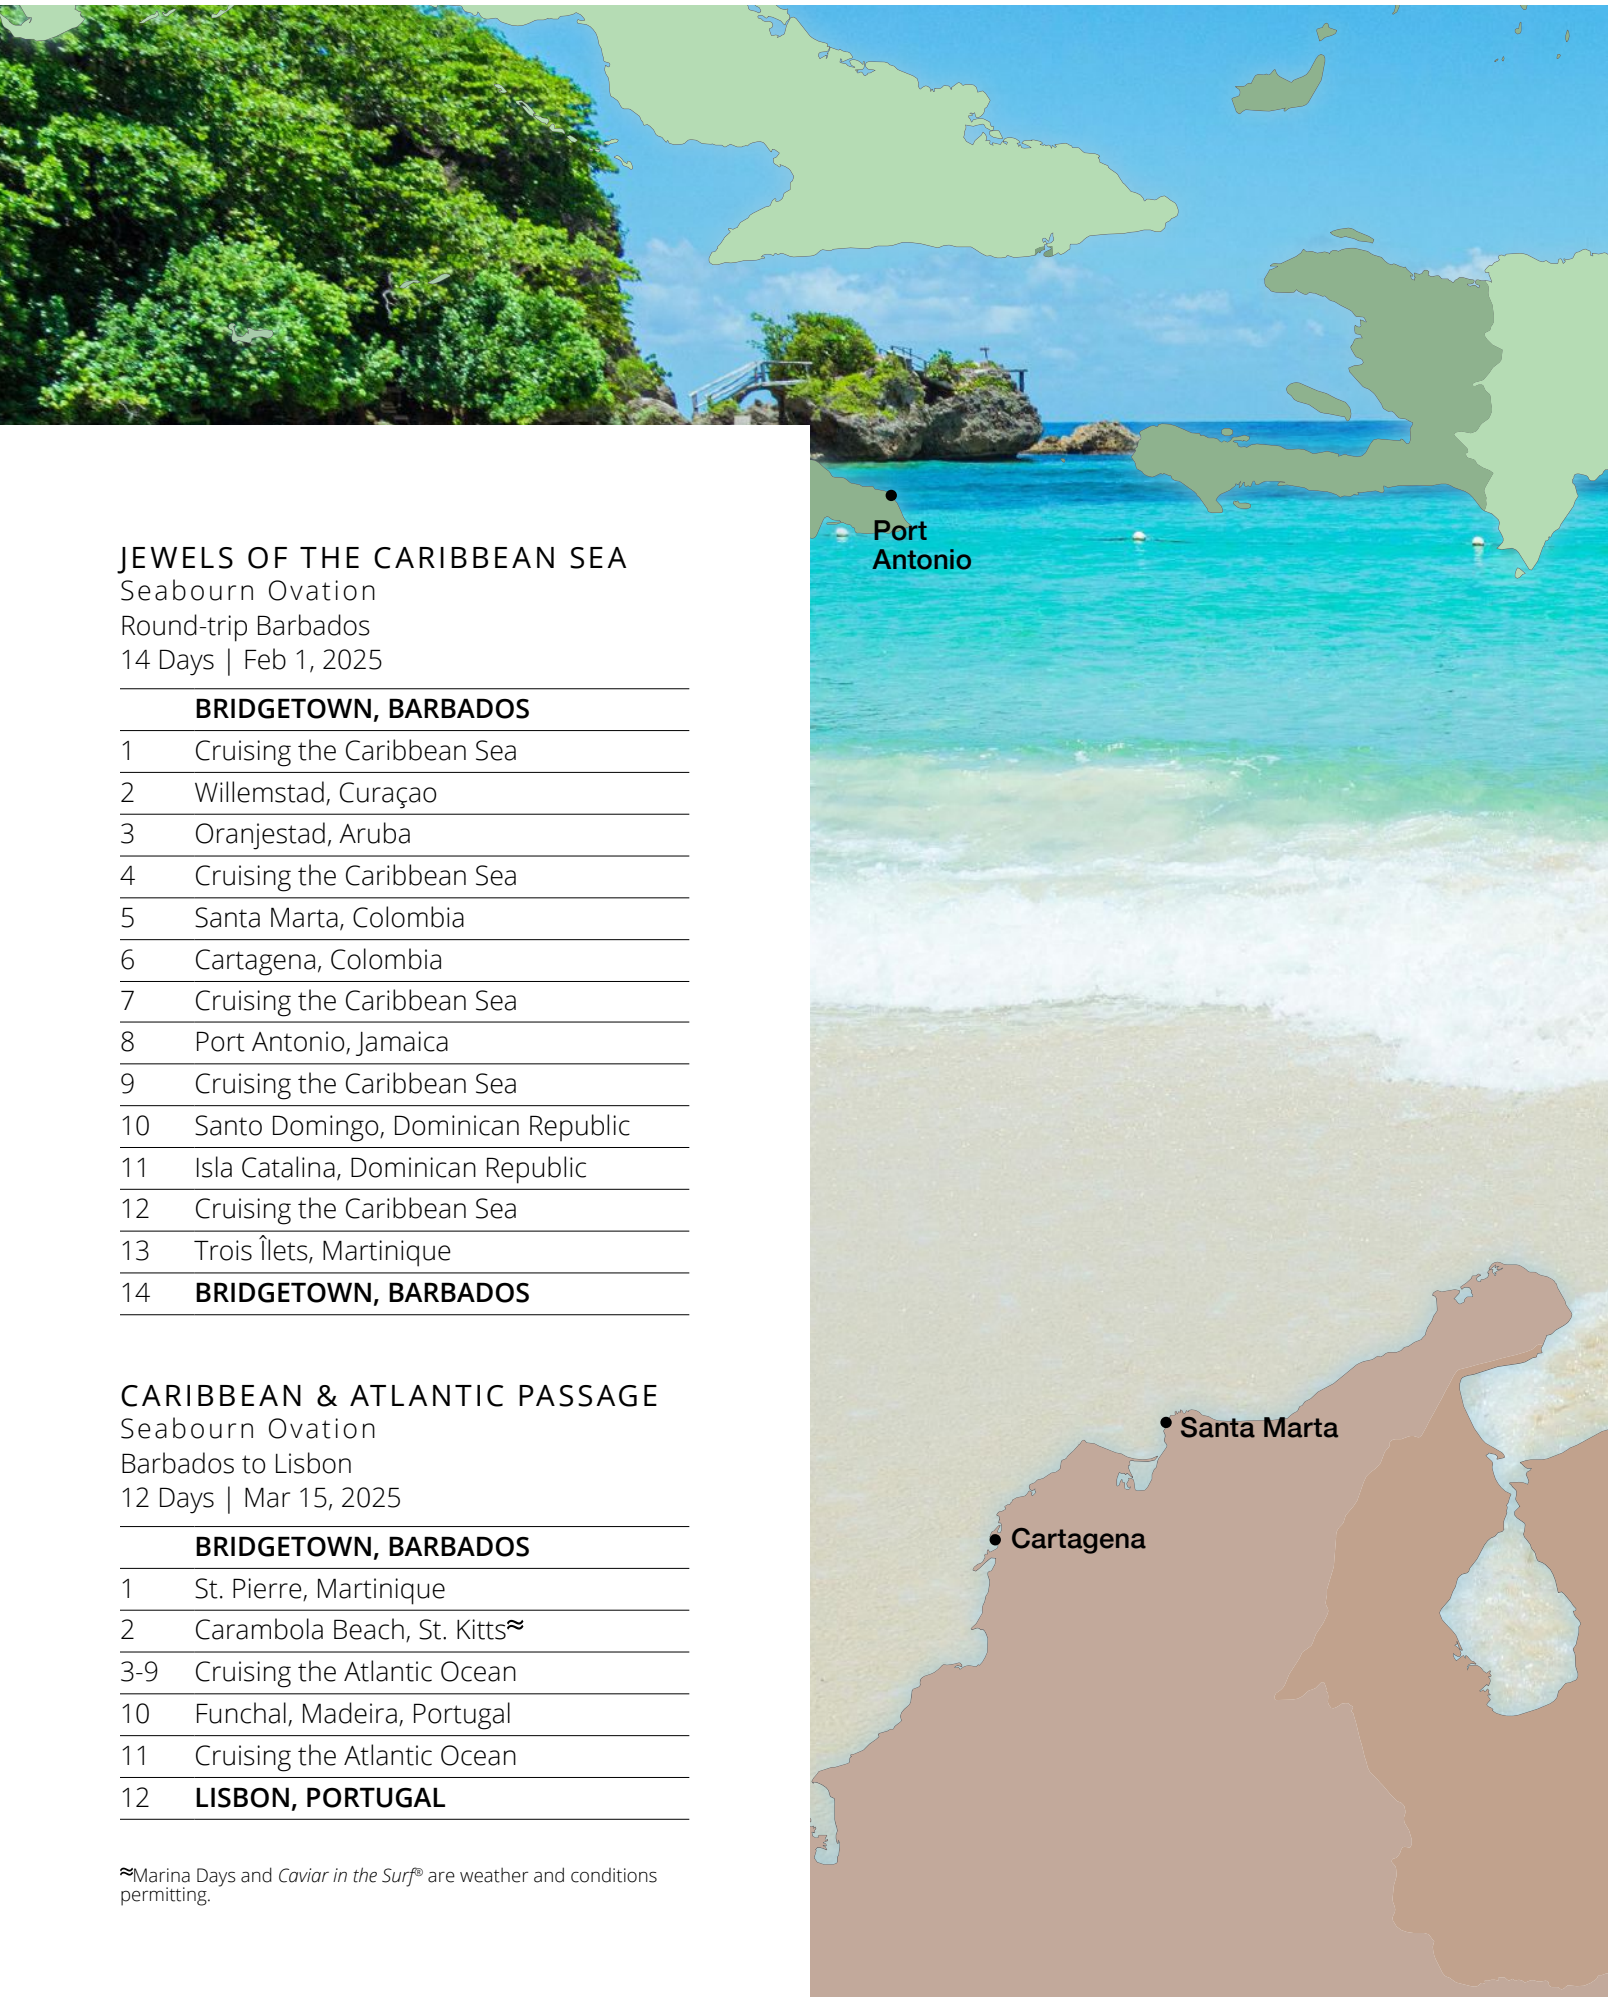 JEWELS OF THE CARIBBEAN SEA
Seabourn Ovation
Round-trip Barbados
14 Days | Feb 1, 2025
BRIDGETOWN, BARBADOS
1 Cruising the Caribbean Sea
2 Willemstad, Curaçao
3 Oranjestad, Aruba
4 Cruising the Caribbean Sea
5 Santa Marta, Colombia
6 Cartagena, Colombia
7 Cruising the Caribbean Sea
8 Port Antonio, Jamaica
9 Cruising the Caribbean Sea
10 Santo Domingo, Dominican Republic
11 Isla Catalina, Dominican Republic
12 Cruising the Caribbean Sea
13 Trois Îlets, Martinique
14 BRIDGETOWN, BARBADOS
CARIBBEAN & ATLANTIC PASSAGE
Seabourn Ovation
Barbados to Lisbon
12 Days | Mar 15, 2025
BRIDGETOWN, BARBADOS
1 St. Pierre, Martinique
2 Carambola Beach, St. Kitts≈
3-9 Cruising the Atlantic Ocean
10 Funchal, Madeira, Portugal
11 Cruising the Atlantic Ocean
12 LISBON, PORTUGAL
≈Marina Days and Caviar in the Surf® are weather and conditions
permitting.
Port
Antonio
Santa Marta
Cartagena